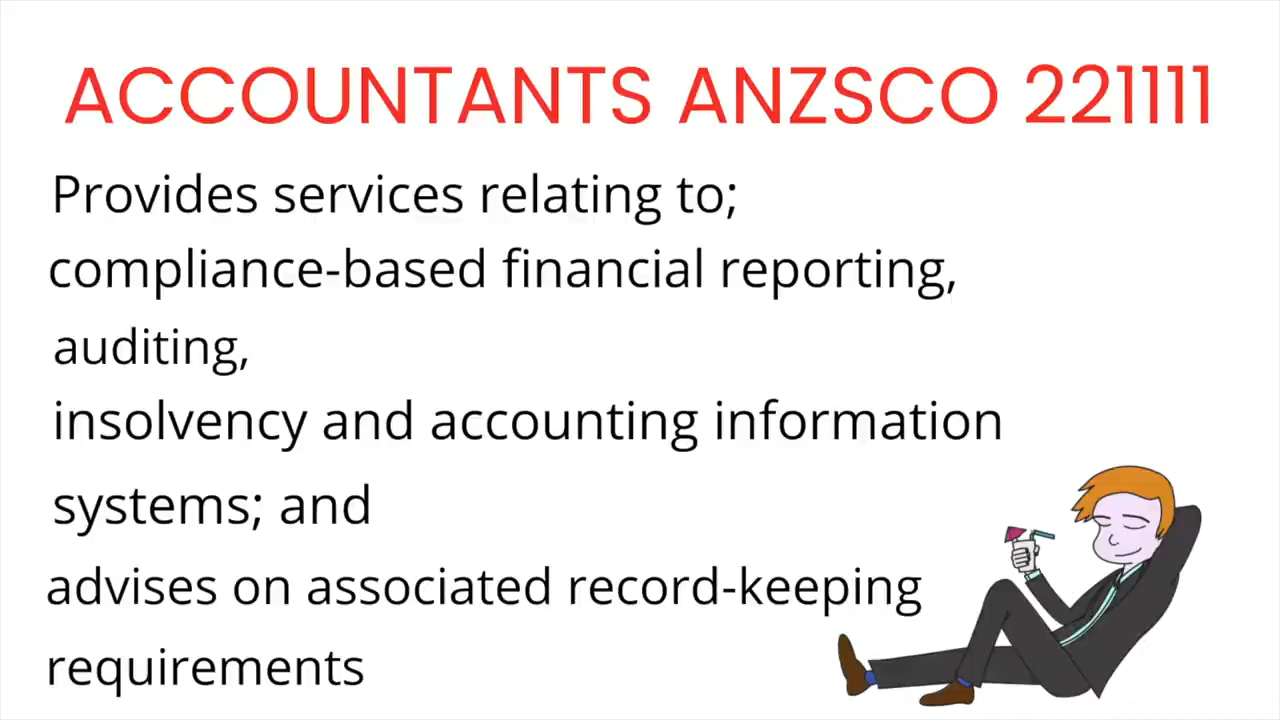 ACCOUNTANTS ANZSCO 221111
Provides services relating to;
compliance-based financial reporting,
auditing,
insolvency and accounting information
systems; and
advises on associated record-keeping
requirements